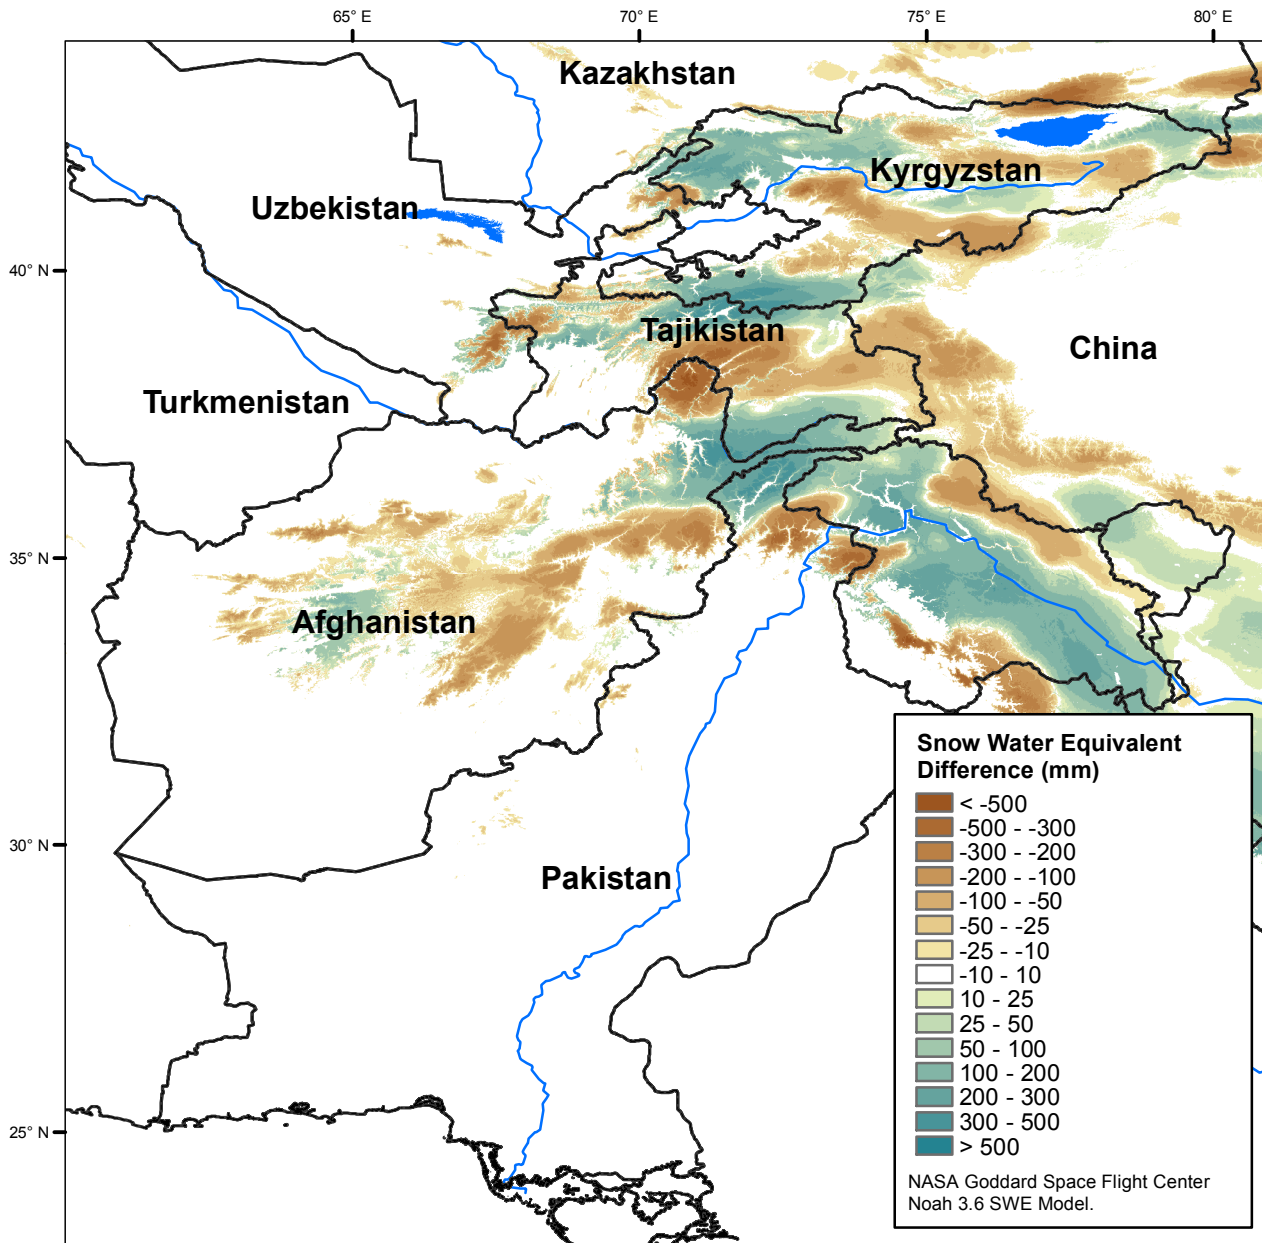 65° E
70° E
75° E
80° E
Kazakhstan
Kyrgyzstan
Uzbekistan
40° N
Tajikistan
China
Turkmenistan
35° N
Afghanistan
30° N
Pakistan
25° N
Snow Water Equivalent
Difference (mm)
< -500
-500 - -300
-300 - -200
-200 - -100
-100 - -50
-50 - -25
-25 - -10
-10 - 10
10 - 25
25 - 50
50 - 100
100 - 200
200 - 300
300 - 500
> 500
NASA Goddard Space Flight Center
Noah 3.6 SWE Model.